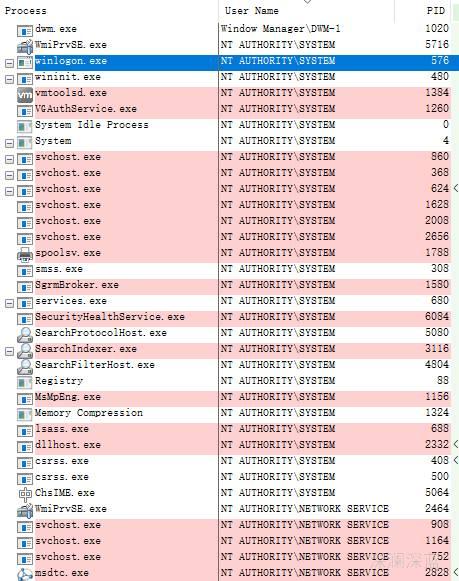 Process User Name PID
dwm.exe Window Manager\DWM-1 1020
WmiPrvSE.exe NT AUTHORITY\SYSTEM 5716
winlogon.exe NT AUTHORITY\SYSTEM 576
wininit.exe NT AUTHORITY\SYSTEM 480
vmtoolsd.exe NT AUTHORITY\SYSTEM 1384
VGAuthService.exe NT AUTHORITY\SYSTEM 1260
System Idle Process NT AUTHORITY\SYSTEM 0
System NT AUTHORITY\SYSTEM 4
svchost.exe NT AUTHORITY\SYSTEM 860
svchost.exe NT AUTHORITY\SYSTEM 368
svchost.exe NT AUTHORITY\SYSTEM 624
svchost.exe NT AUTHORITY\SYSTEM 1628
svchost.exe NT AUTHORITY\SYSTEM 2008
svchost.exe NT AUTHORITY\SYSTEM 2656
spoolsv.exe NT AUTHORITY\SYSTEM 1788
smss.exe NT AUTHORITY\SYSTEM 308
SgrmBroker.exe NT AUTHORITY\SYSTEM 1580
services.exe NT AUTHORITY\SYSTEM 680
SecurityHealthService.exe NT AUTHORITY\SYSTEM 6084
SearchProtocolHost.exe NT AUTHORITY\SYSTEM 5080
SearchIndexer.exe NT AUTHORITY\SYSTEM 3116
SearchFilterHost.exe NT AUTHORITY\SYSTEM 4804
Registry NT AUTHORITY\SYSTEM 88
MsMpEng.exe NT AUTHORITY\SYSTEM 1156
Memory Compression NT AUTHORITY\SYSTEM 1324
lsass.exe NT AUTHORITY\SYSTEM 688
dllhost.exe NT AUTHORITY\SYSTEM 2332
csrss.exe NT AUTHORITY\SYSTEM 408
csrss.exe NT AUTHORITY\SYSTEM 500
ChsIME.exe NT AUTHORITY\SYSTEM 5064
WmiPrvSE.exe NT AUTHORITY\NETWORK SERVICE 2464
svchost.exe NT AUTHORITY\NETWORK SERVICE 908
svchost.exe NT AUTHORITY\NETWORK SERVICE 1164
svchost.exe NT AUTHORITY\NETWORK SERVICE 752
msdtc.exe NT AUTHORITY\NETWORK SERVICE 2828